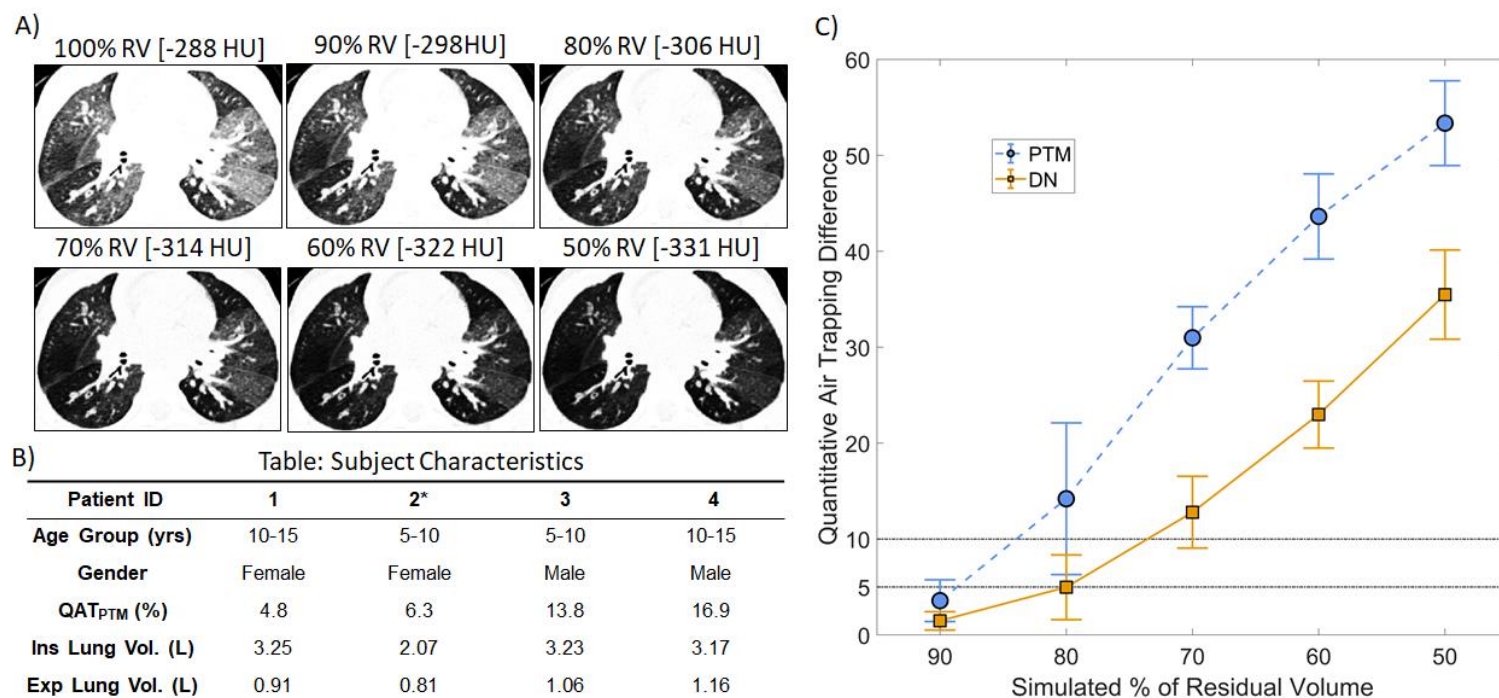 A)
100% RV [-288 HU] 90% RV [-298HU] 80% RV [-306 HU]
70% RV [-314 HU] 60% RV [-322 HU] 50% RV [-331 HU]
B) Table: Subject Characteristics
Patient ID 1 2* 3 4
Age Group (yrs) 10-15 5-10 5-10 10-15
Gender Female Female Male Male
QATPTM (%) 4.8 6.3 13.8 16.9
Ins Lung Vol. (L) 3.25 2.07 3.23 3.17
Exp Lung Vol. (L) 0.91 0.81 1.06 1.16
C)
Quantitative Air Trapping Difference
60
50
40
30
20
10
5
0
PTM
DN
90 80 70 60 50
Simulated % of Residual Volume